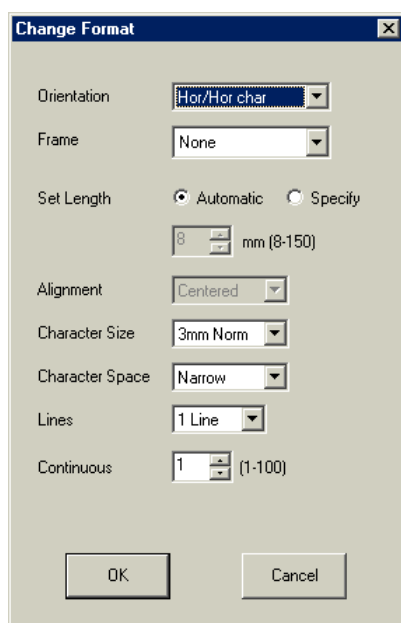 Change Format
Orientation Hor/Hor char
Frame None
Set Length Automatic Specify
8 mm (8-150)
Alignment Centered
Character Size 3mm Norm
Character Space Narrow
Lines 1 Line
Continuous 1 (1-100)
OK Cancel